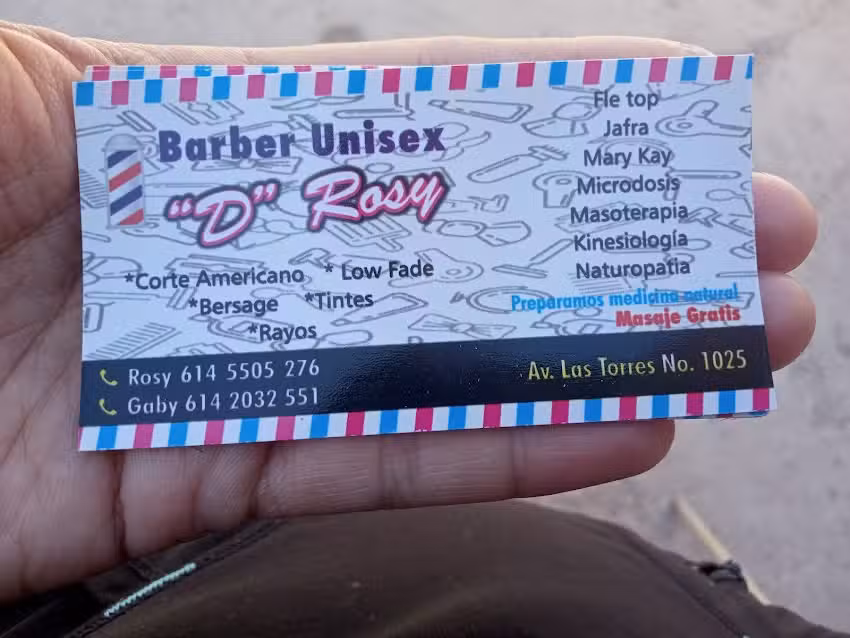 Barber Unisex
"D" Rosy
*Corte Americano * Low Fade
*Bersage *Tintes
*Rayos
Rosy 614 5505 276
Gaby 614 2032 551
Fle top
Jafra
Mary Kay
Microdosis
Masoterapia
Kinesiología
Naturopatia
Preparamos medicina natural
Masaje Gratis
Av. Las Torres No. 1025